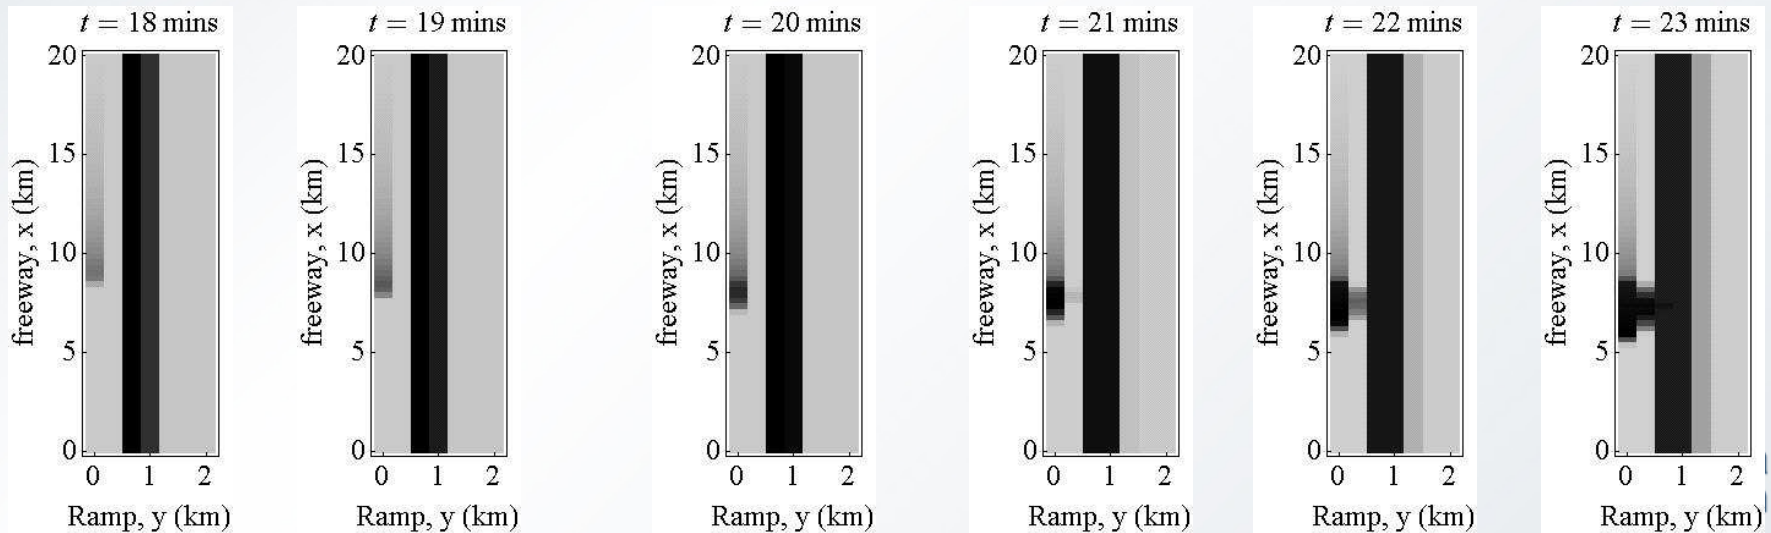 t = 18 mins
20
15
10
5
0
freeway, x (km)
0 1 2
Ramp, y (km)
t = 19 mins
20
15
10
5
0
freeway, x (km)
0 1 2
Ramp, y (km)
t = 20 mins
20
15
10
5
0
freeway, x (km)
0 1 2
Ramp, y (km)
t = 21 mins
20
15
10
5
0
freeway, x (km)
0 1 2
Ramp, y (km)
t = 22 mins
20
15
10
5
0
freeway, x (km)
0 1 2
Ramp, y (km)
t = 23 mins
20
15
10
5
0
freeway, x (km)
0 1 2
Ramp, y (km)